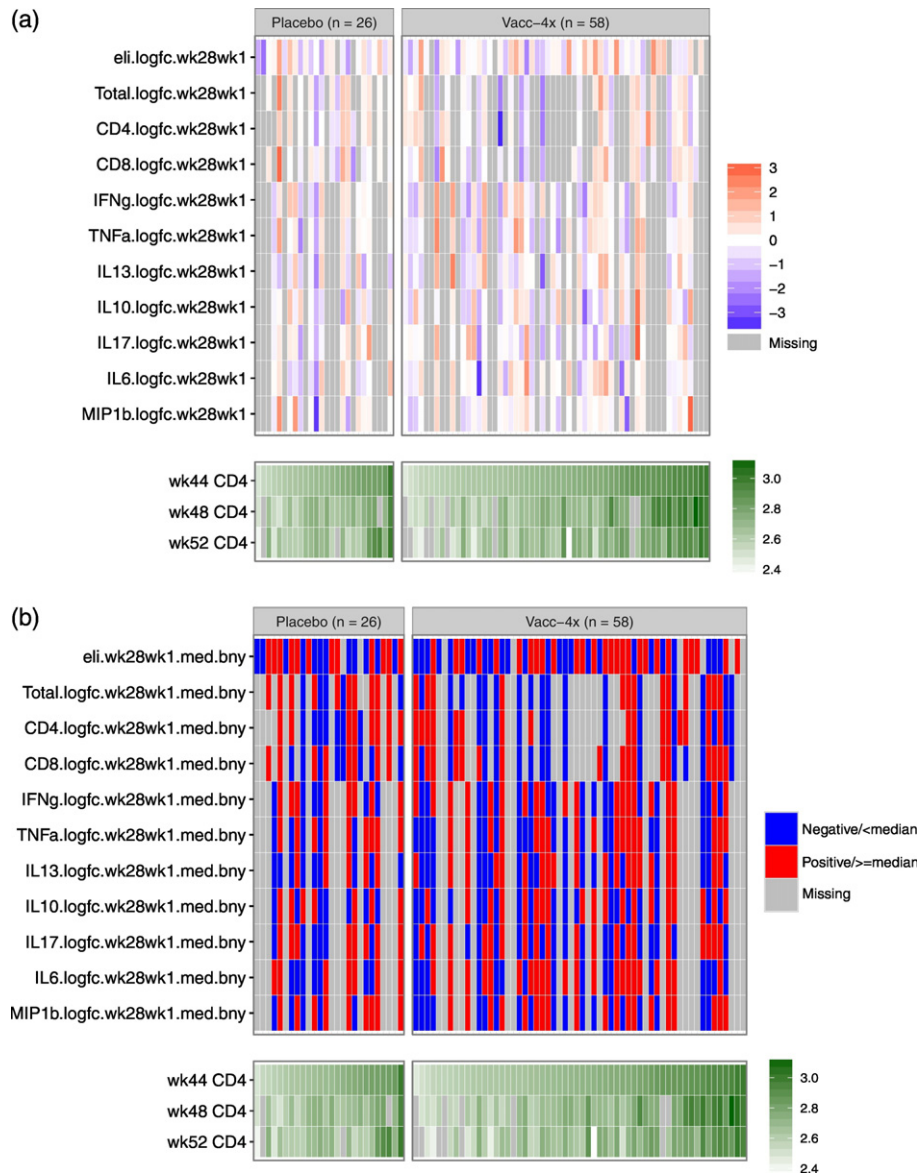 (a)
Placebo (n = 26) Vacc−4x (n = 58)
eli.logfc.wk28wk1
Total.logfc.wk28wk1
CD4.logfc.wk28wk1
CD8.logfc.wk28wk1
IFNg.logfc.wk28wk1
TNFa.logfc.wk28wk1
IL13.logfc.wk28wk1
IL10.logfc.wk28wk1
IL17.logfc.wk28wk1
IL6.logfc.wk28wk1
MIP1b.logfc.wk28wk1
3
2
1
0
−1
−2
−3
Missing
wk44 CD4
wk48 CD4
wk52 CD4
3.0
2.8
2.6
2.4
(b)
Placebo (n = 26) Vacc−4x (n = 58)
eli.wk28wk1.med.bny
Total.logfc.wk28wk1.med.bny
CD4.logfc.wk28wk1.med.bny
CD8.logfc.wk28wk1.med.bny
IFNg.logfc.wk28wk1.med.bny
TNFa.logfc.wk28wk1.med.bny
IL13.logfc.wk28wk1.med.bny
IL10.logfc.wk28wk1.med.bny
IL17.logfc.wk28wk1.med.bny
IL6.logfc.wk28wk1.med.bny
MIP1b.logfc.wk28wk1.med.bny
Negative/<median
Positive/>=median
Missing
wk44 CD4
wk48 CD4
wk52 CD4
3.0
2.8
2.6
2.4